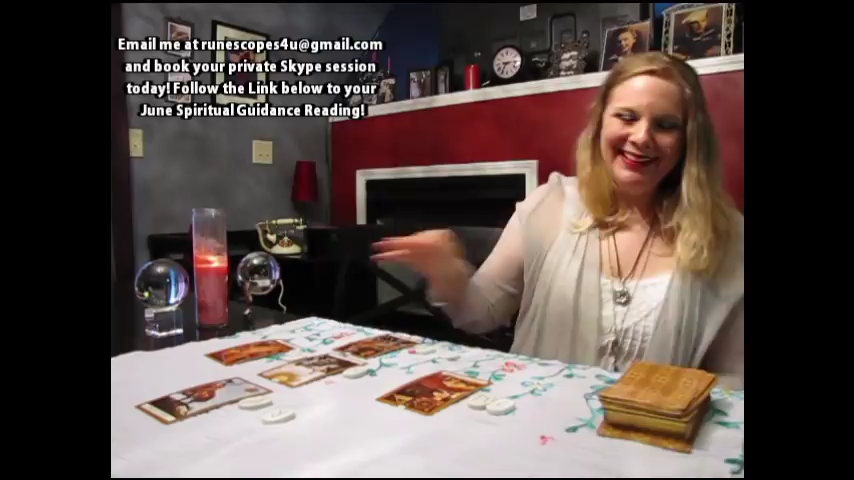 Email me at runescopes4u@gmail.com
and book your private Skype session
today! Follow the Link below to your
June Spiritual Guidance Reading!